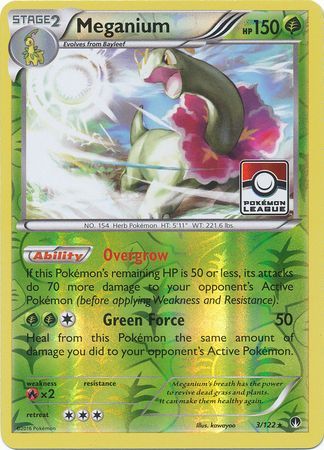 STAGE2
Meganium
HP150
Evolves from Bayleef
POKÉMON
LEAGUE
NO. 154 Herb Pokémon HT: 5'11" WT: 221.6 lbs.
Ability Overgrow
If this Pokémon's remaining HP is 50 or less, its attacks
do 70 more damage to your opponent's Active
Pokémon (before applying Weakness and Resistance).
Green Force 50
Heal from this Pokémon the same amount of
damage you did to your opponent's Active Pokémon.
weakness resistance
×2
retreat
Meganium's breath has the power
to revive dead grass and plants.
It can make them healthy again.
©2016 Pokémon
Illus. kawayoo
3/122 ★